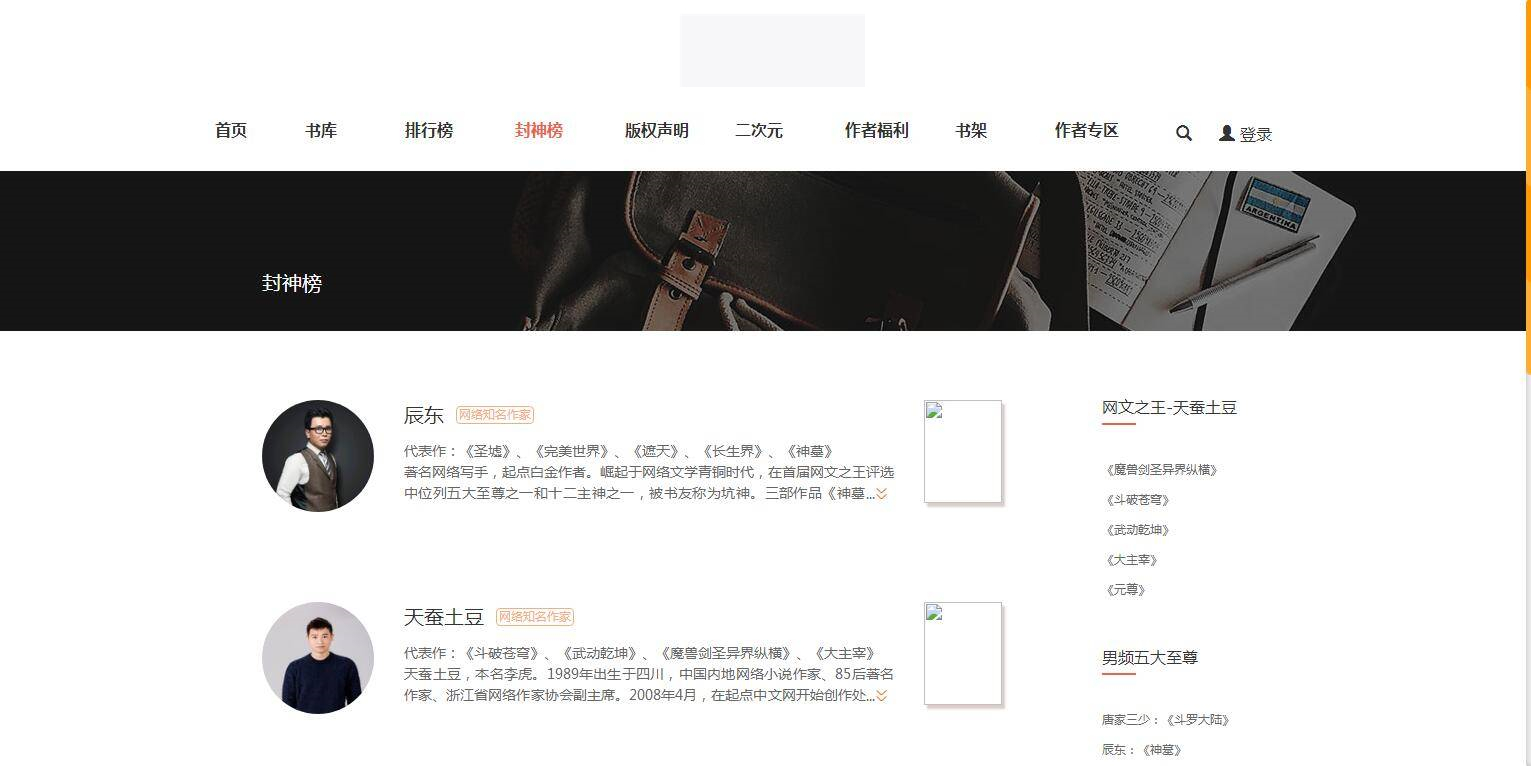 首页
书库
排行榜
封神榜
版权声明
二次元
作者福利
书架
作者专区
登录
ARGENTINA
封神榜
辰东
网络知名作家
代表作：《圣墟》、《完美世界》、《遮天》、《长生界》、《神墓》
著名网络写手，起点白金作者。崛起于网络文学青铜时代，在首届网文之王评选
中位列五大至尊之一和十二主神之一，被书友称为坑神。三部作品《神墓...
天蚕土豆
网络知名作家
代表作：《斗破苍穹》、《武动乾坤》、《魔兽剑圣异界纵横》、《大主宰》
天蚕土豆，本名李虎。1989年出生于四川，中国内地网络小说作家、85后著名
作家、浙江省网络作家协会副主席。2008年4月，在起点中文网开始创作处...
网文之王-天蚕土豆
《魔兽剑圣异界纵横》
《斗破苍穹》
《武动乾坤》
《大主宰》
《元尊》
男频五大至尊
唐家三少：《斗罗大陆》
辰东：《神墓》